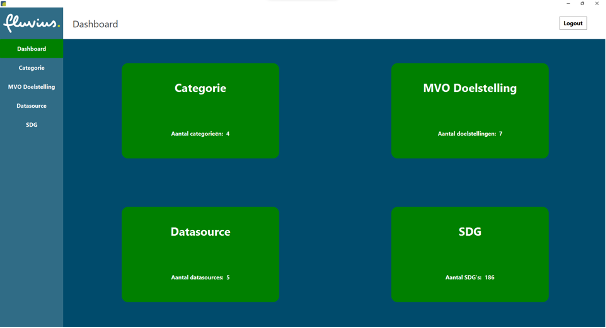 fluvius.
Dashboard
Logout
Dashboard
Categorie
MVO Doelstelling
Datasource
SDG
Categorie
Aantal categorieën: 4
MVO Doelstelling
Aantal doelstellingen: 7
Datasource
Aantal datasources: 5
SDG
Aantal SDG's: 186